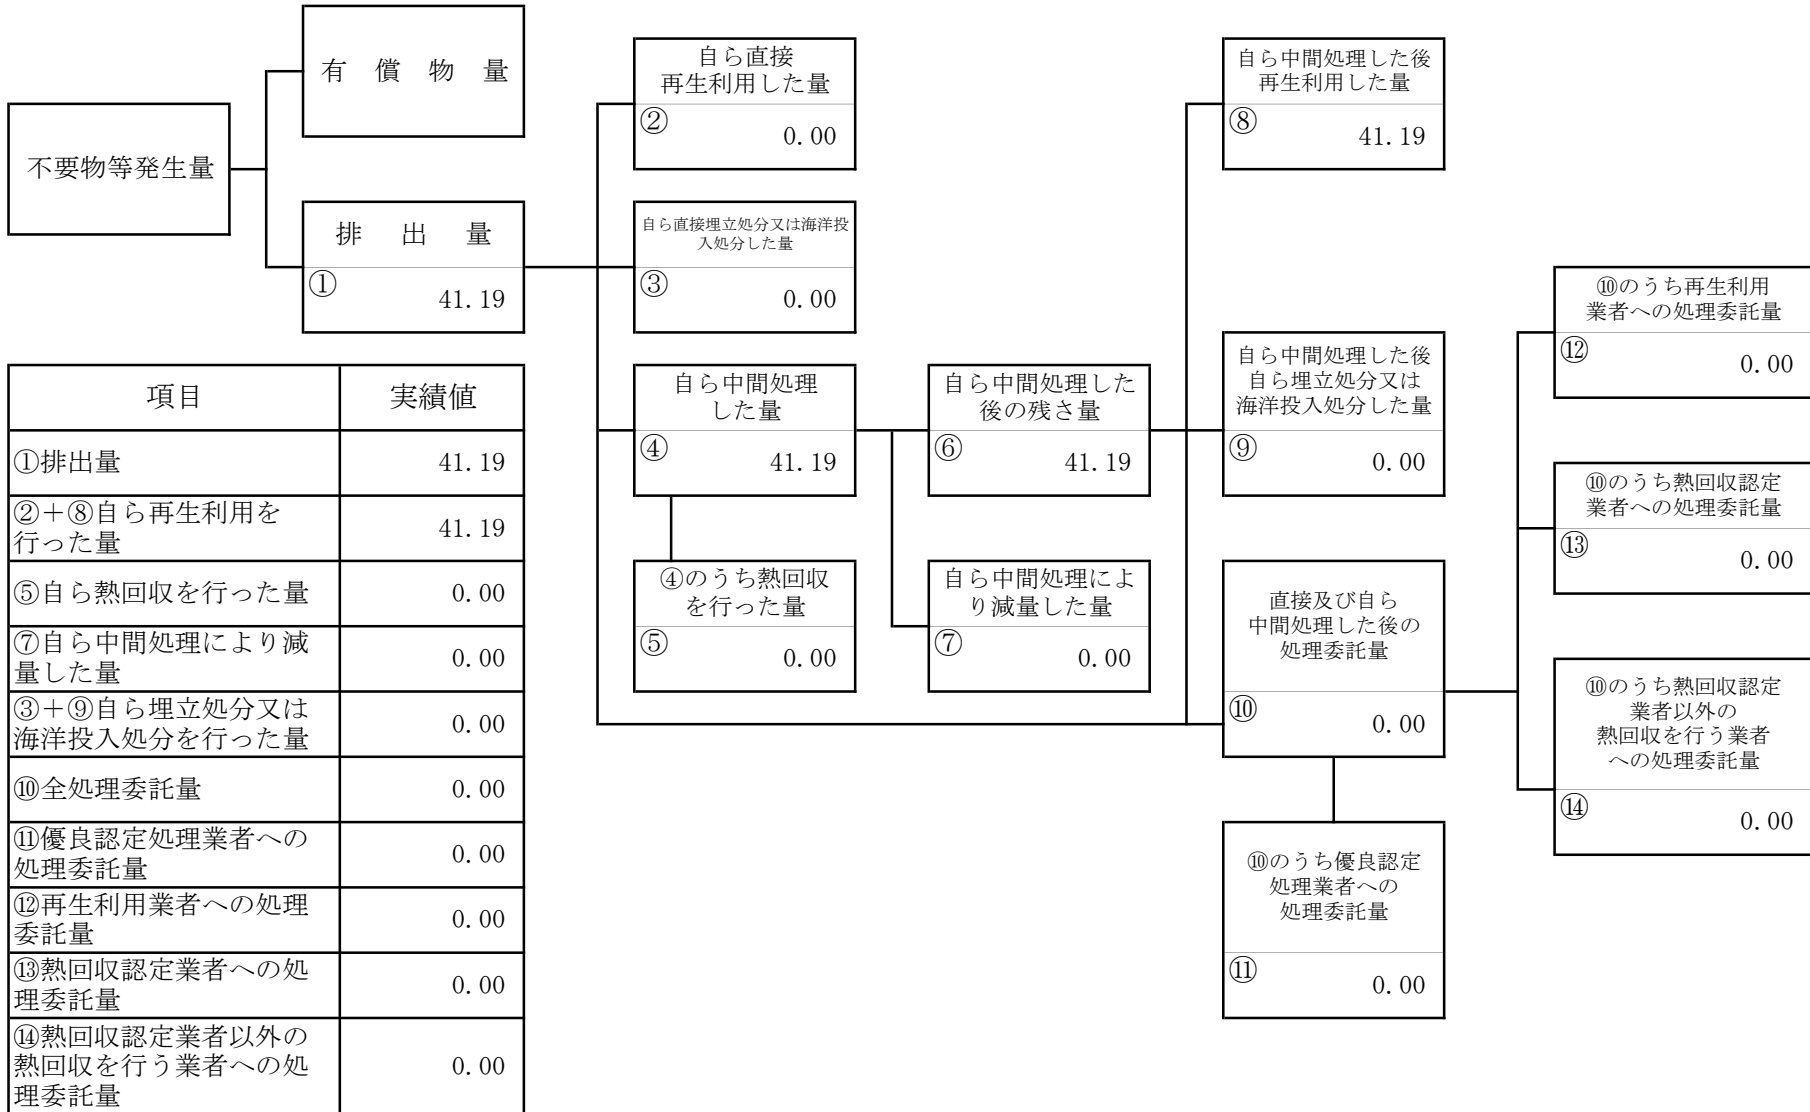 不要物等発生量
有 償 物 量
排 出 量
①
41.19
自ら直接
再生利用した量
②
0.00
自ら直接埋立処分又は海洋投
入処分した量
③
0.00
自ら中間処理
した量
④
41.19
④のうち熱回収
を行った量
⑤
0.00
自ら中間処理した
後の残さ量
⑥
41.19
自ら中間処理によ
り減量した量
⑦
0.00
自ら中間処理した後
再生利用した量
⑧
41.19
自ら中間処理した後
自ら埋立処分又は
海洋投入処分した量
⑨
0.00
直接及び自ら
中間処理した後の
処理委託量
⑩
0.00
⑩のうち優良認定
処理業者への
処理委託量
⑪
0.00
⑩のうち再生利用
業者への処理委託量
⑫
0.00
⑩のうち熱回収認定
業者への処理委託量
⑬
0.00
⑩のうち熱回収認定
業者以外の
熱回収を行う業者
への処理委託量
⑭
0.00
項目 実績値
①排出量 41.19
②＋⑧自ら再生利用を
行った量 41.19
⑤自ら熱回収を行った量 0.00
⑦自ら中間処理により減
量した量 0.00
③＋⑨自ら埋立処分又は
海洋投入処分を行った量 0.00
⑩全処理委託量 0.00
⑪優良認定処理業者への
処理委託量 0.00
⑫再生利用業者への処理
委託量 0.00
⑬熱回収認定業者への処
理委託量 0.00
⑭熱回収認定業者以外の
熱回収を行う業者への処
理委託量 0.00